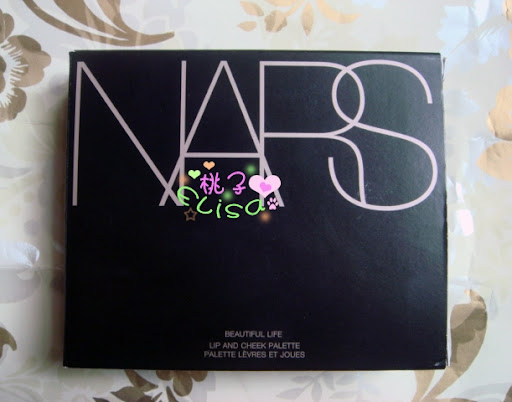 NARS
桃子
Elisa
BEAUTIFUL LIFE
LIP AND CHEEK PALETTE
PALETTE LÈVRES ET JOUES